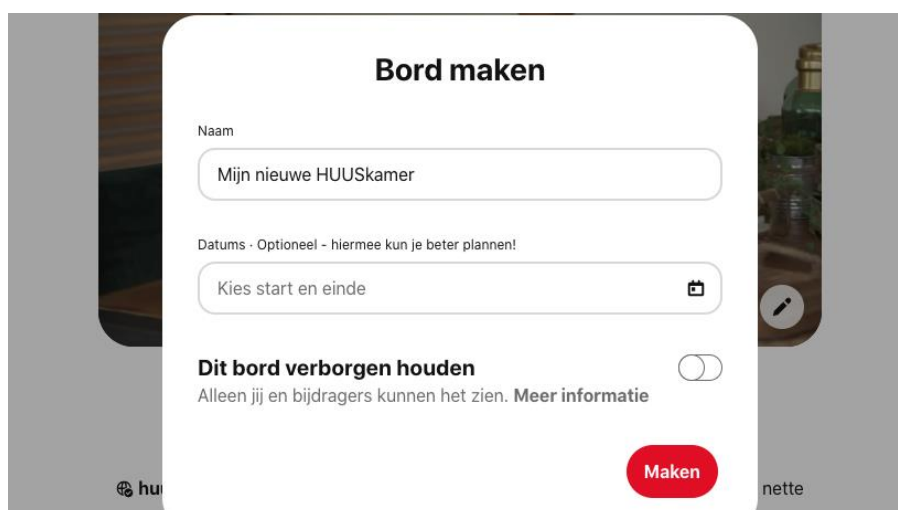 Bord maken
Naam
Mijn nieuwe HUUSkamer
Datums · Optioneel - hiermee kun je beter plannen!
Kies start en einde
Dit bord verborgen houden
Alleen jij en bijdragers kunnen het zien. Meer informatie
Maken
nette